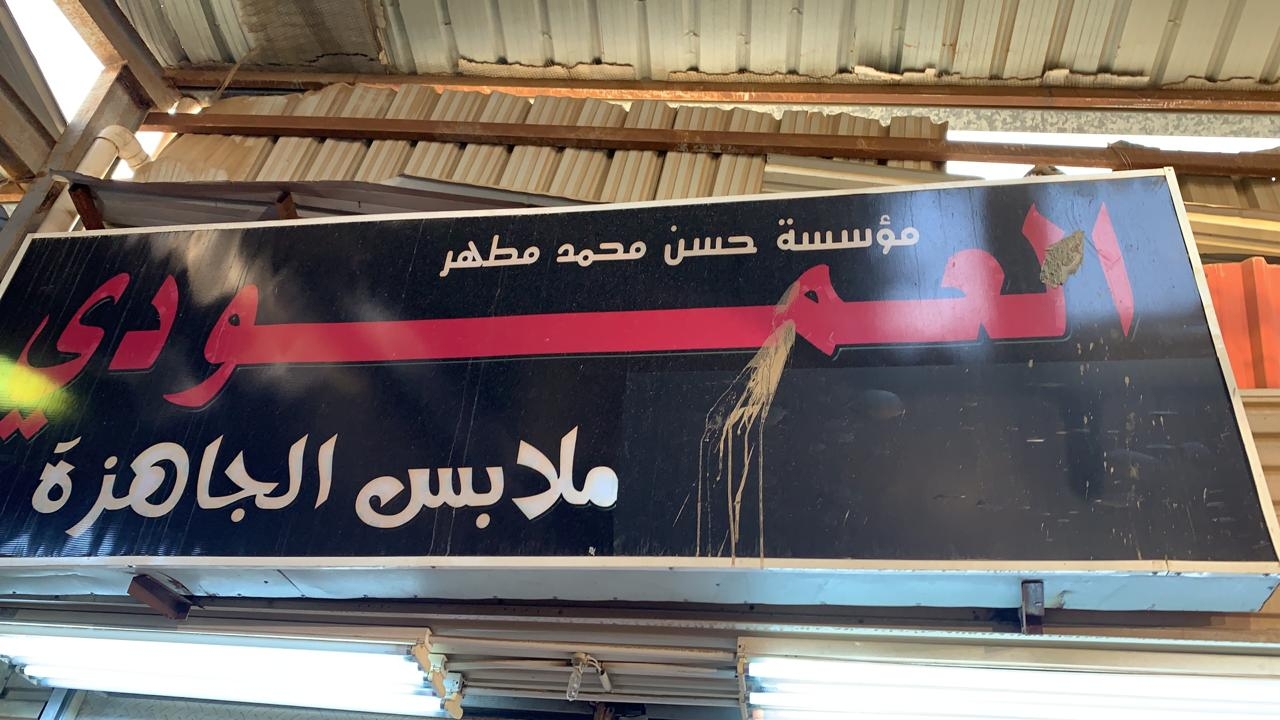 مؤسسة حسن محمد مطهر
العمودي
ملابس الجاهزة